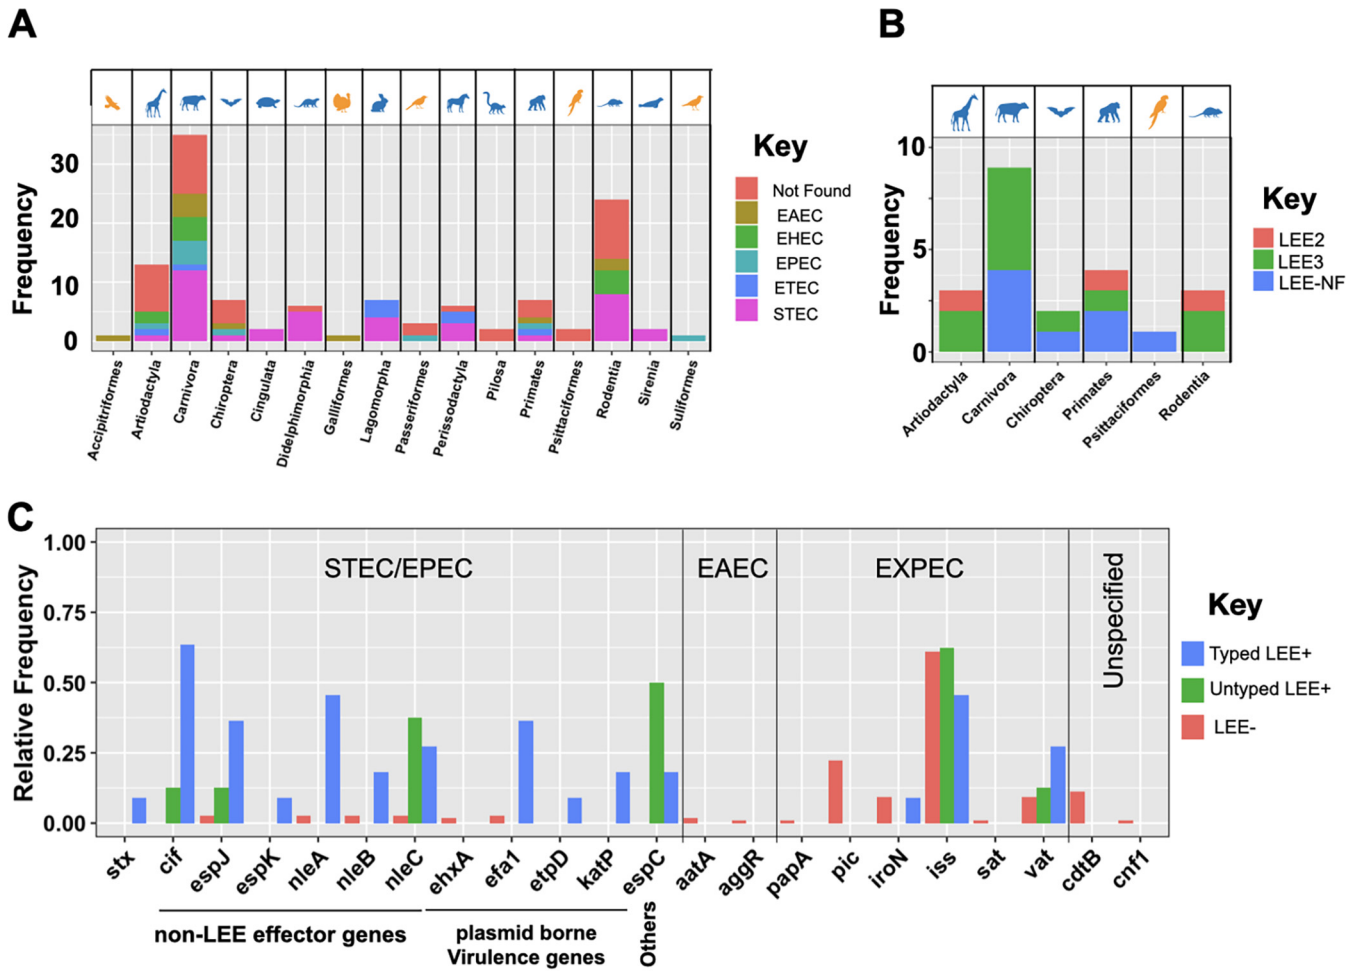 A
B
Frequency
30
20
10
0
Accipitriformes
Artiodactyla
Carnivora
Chiroptera
Cingulata
Didelphimorphia
Galliformes
Lagomorpha
Passeriformes
Perissodactyla
Pilosa
Primates
Psittaciformes
Rodentia
Sirenia
Suliformes
Key
Not Found
EAEC
EHEC
EPEC
ETEC
STEC
Frequency
10
5
0
Artiodactyla
Carnivora
Chiroptera
Primates
Psittaciformes
Rodentia
Key
LEE2
LEE3
LEE-NF
C
Relative Frequency
1.00
0.75
0.50
0.25
0.00
STEC/EPEC
EAEC
EXPEC
Unspecified
stx
cif
espJ
espK
nleA
nleB
nleC
ehxA
efa1
etpD
katP
espC
aatA
aggR
papA
pic
iroN
iss
sat
vat
cdtB
cnf1
non-LEE effector genes
plasmid borne
Virulence genes
Others
Key
Typed LEE+
Untyped LEE+
LEE-